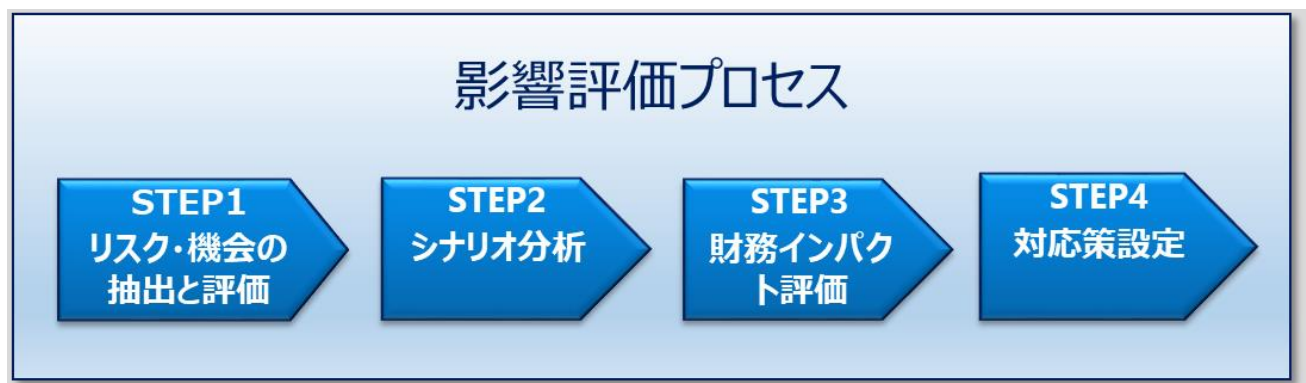 影響評価プロセス
STEP1
リスク・機会の
抽出と評価
STEP2
シナリオ分析
STEP3
財務インパク
ト評価
STEP4
対応策設定